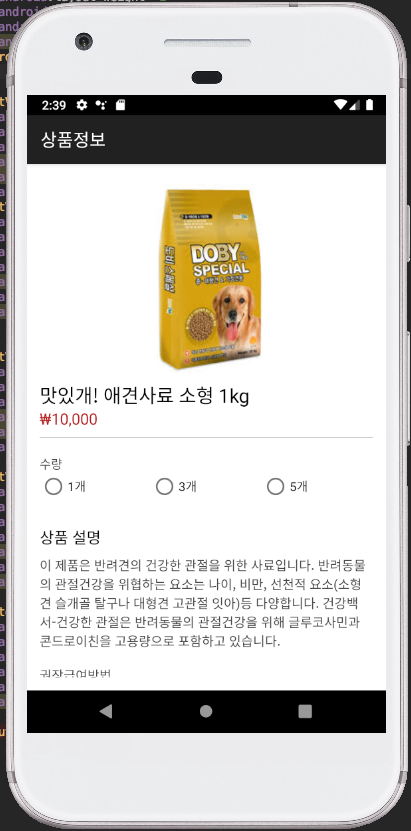 2:39
상품정보
DOBY
SPECIAL
맛있개! 애견사료 소형 1kg
₩10,000
수량
1개
3개
5개
상품 설명
이 제품은 반려견의 건강한 관절을 위한 사료입니다. 반려동물
의 관절건강을 위협하는 요소는 나이, 비만, 선천적 요소(소형
견 슬개골 탈구나 대형견 고관절 잇아)등 다양합니다. 건강백
서-건강한 관절은 반려동물의 관절건강을 위해 글루코사민과
콘드로이친을 고용량으로 포함하고 있습니다.
권장급여방법